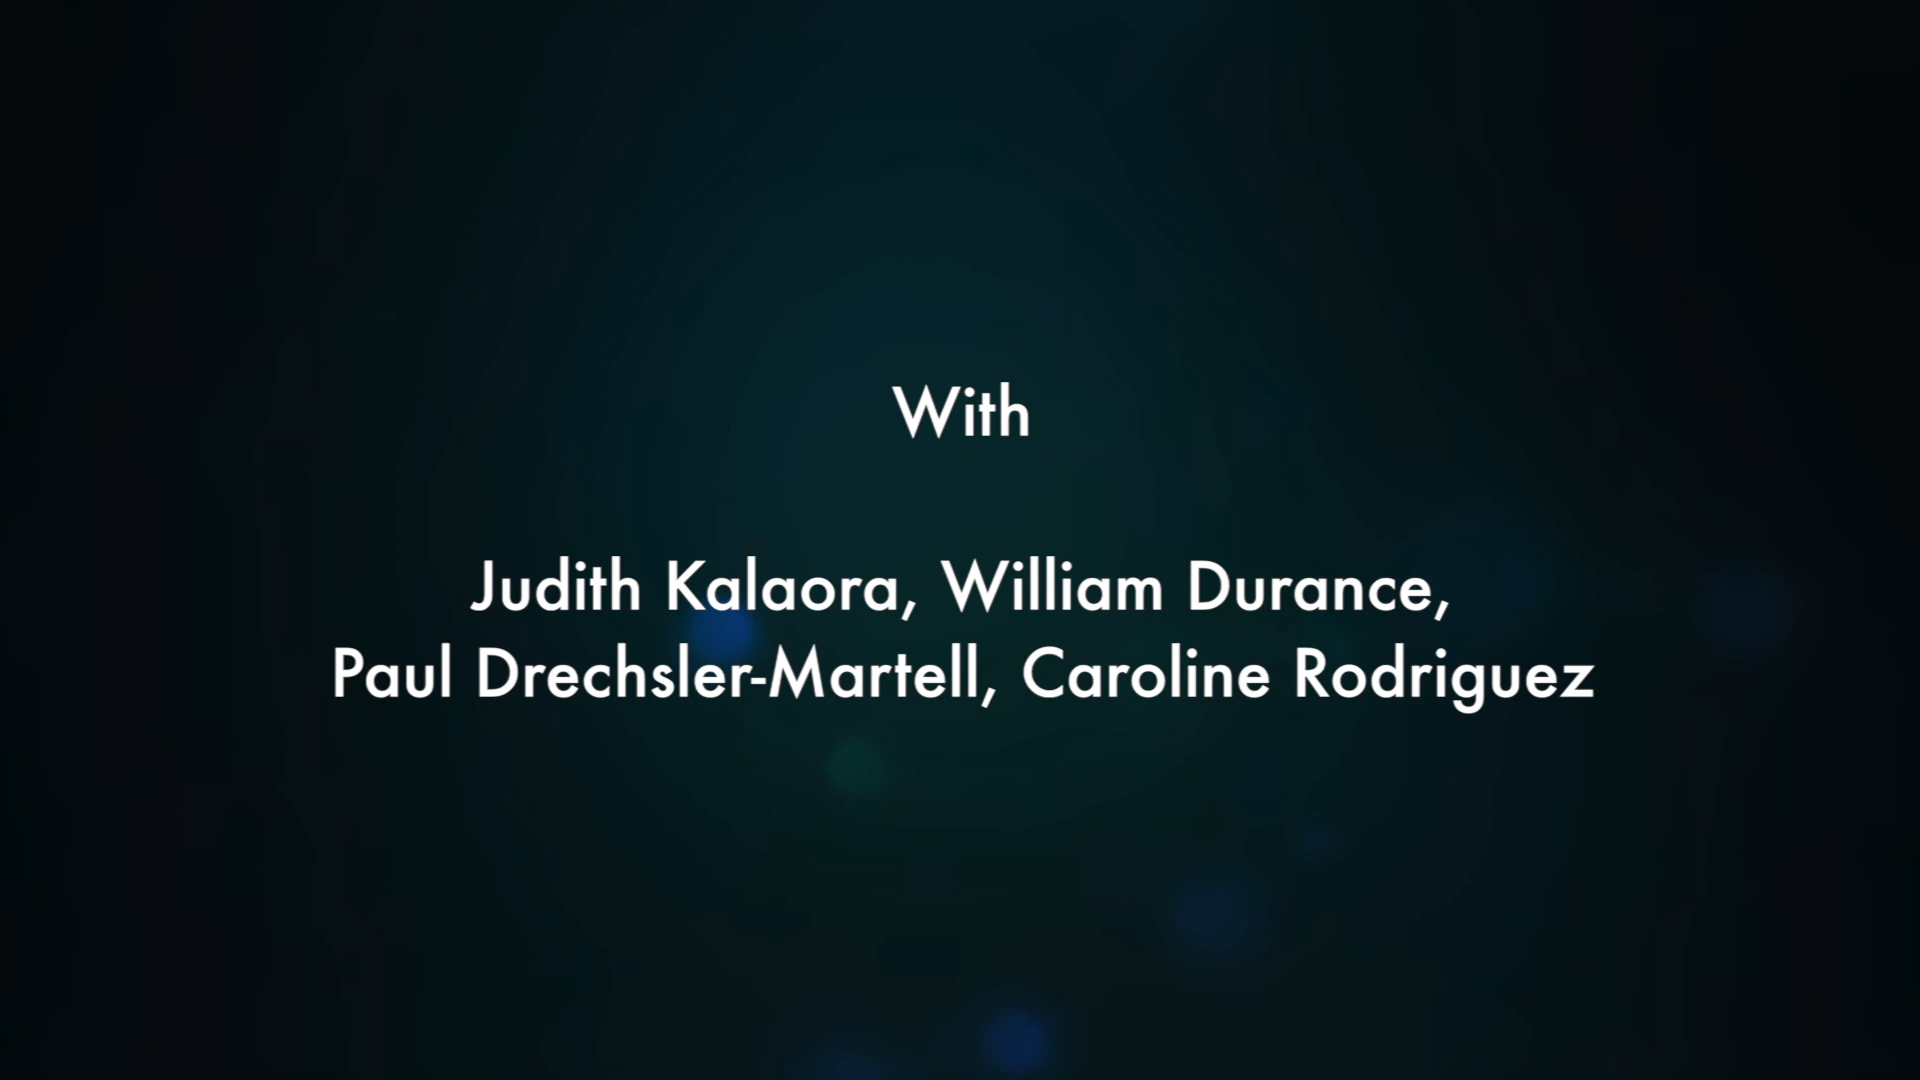 With
Judith Kalaora, William Durance,
Paul Drechsler-Martell, Caroline Rodriguez